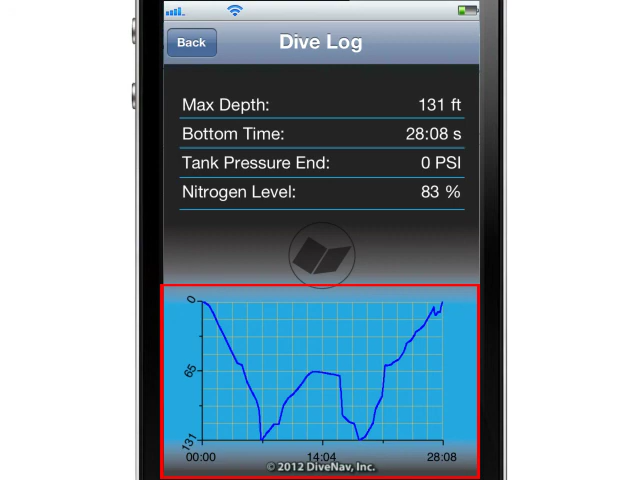 Back
Dive Log
Max Depth: 131 ft
Bottom Time: 28:08 s
Tank Pressure End: 0 PSI
Nitrogen Level: 83 %
0
65
131
00:00 14:04 28:08
© 2012 DiveNav, Inc.